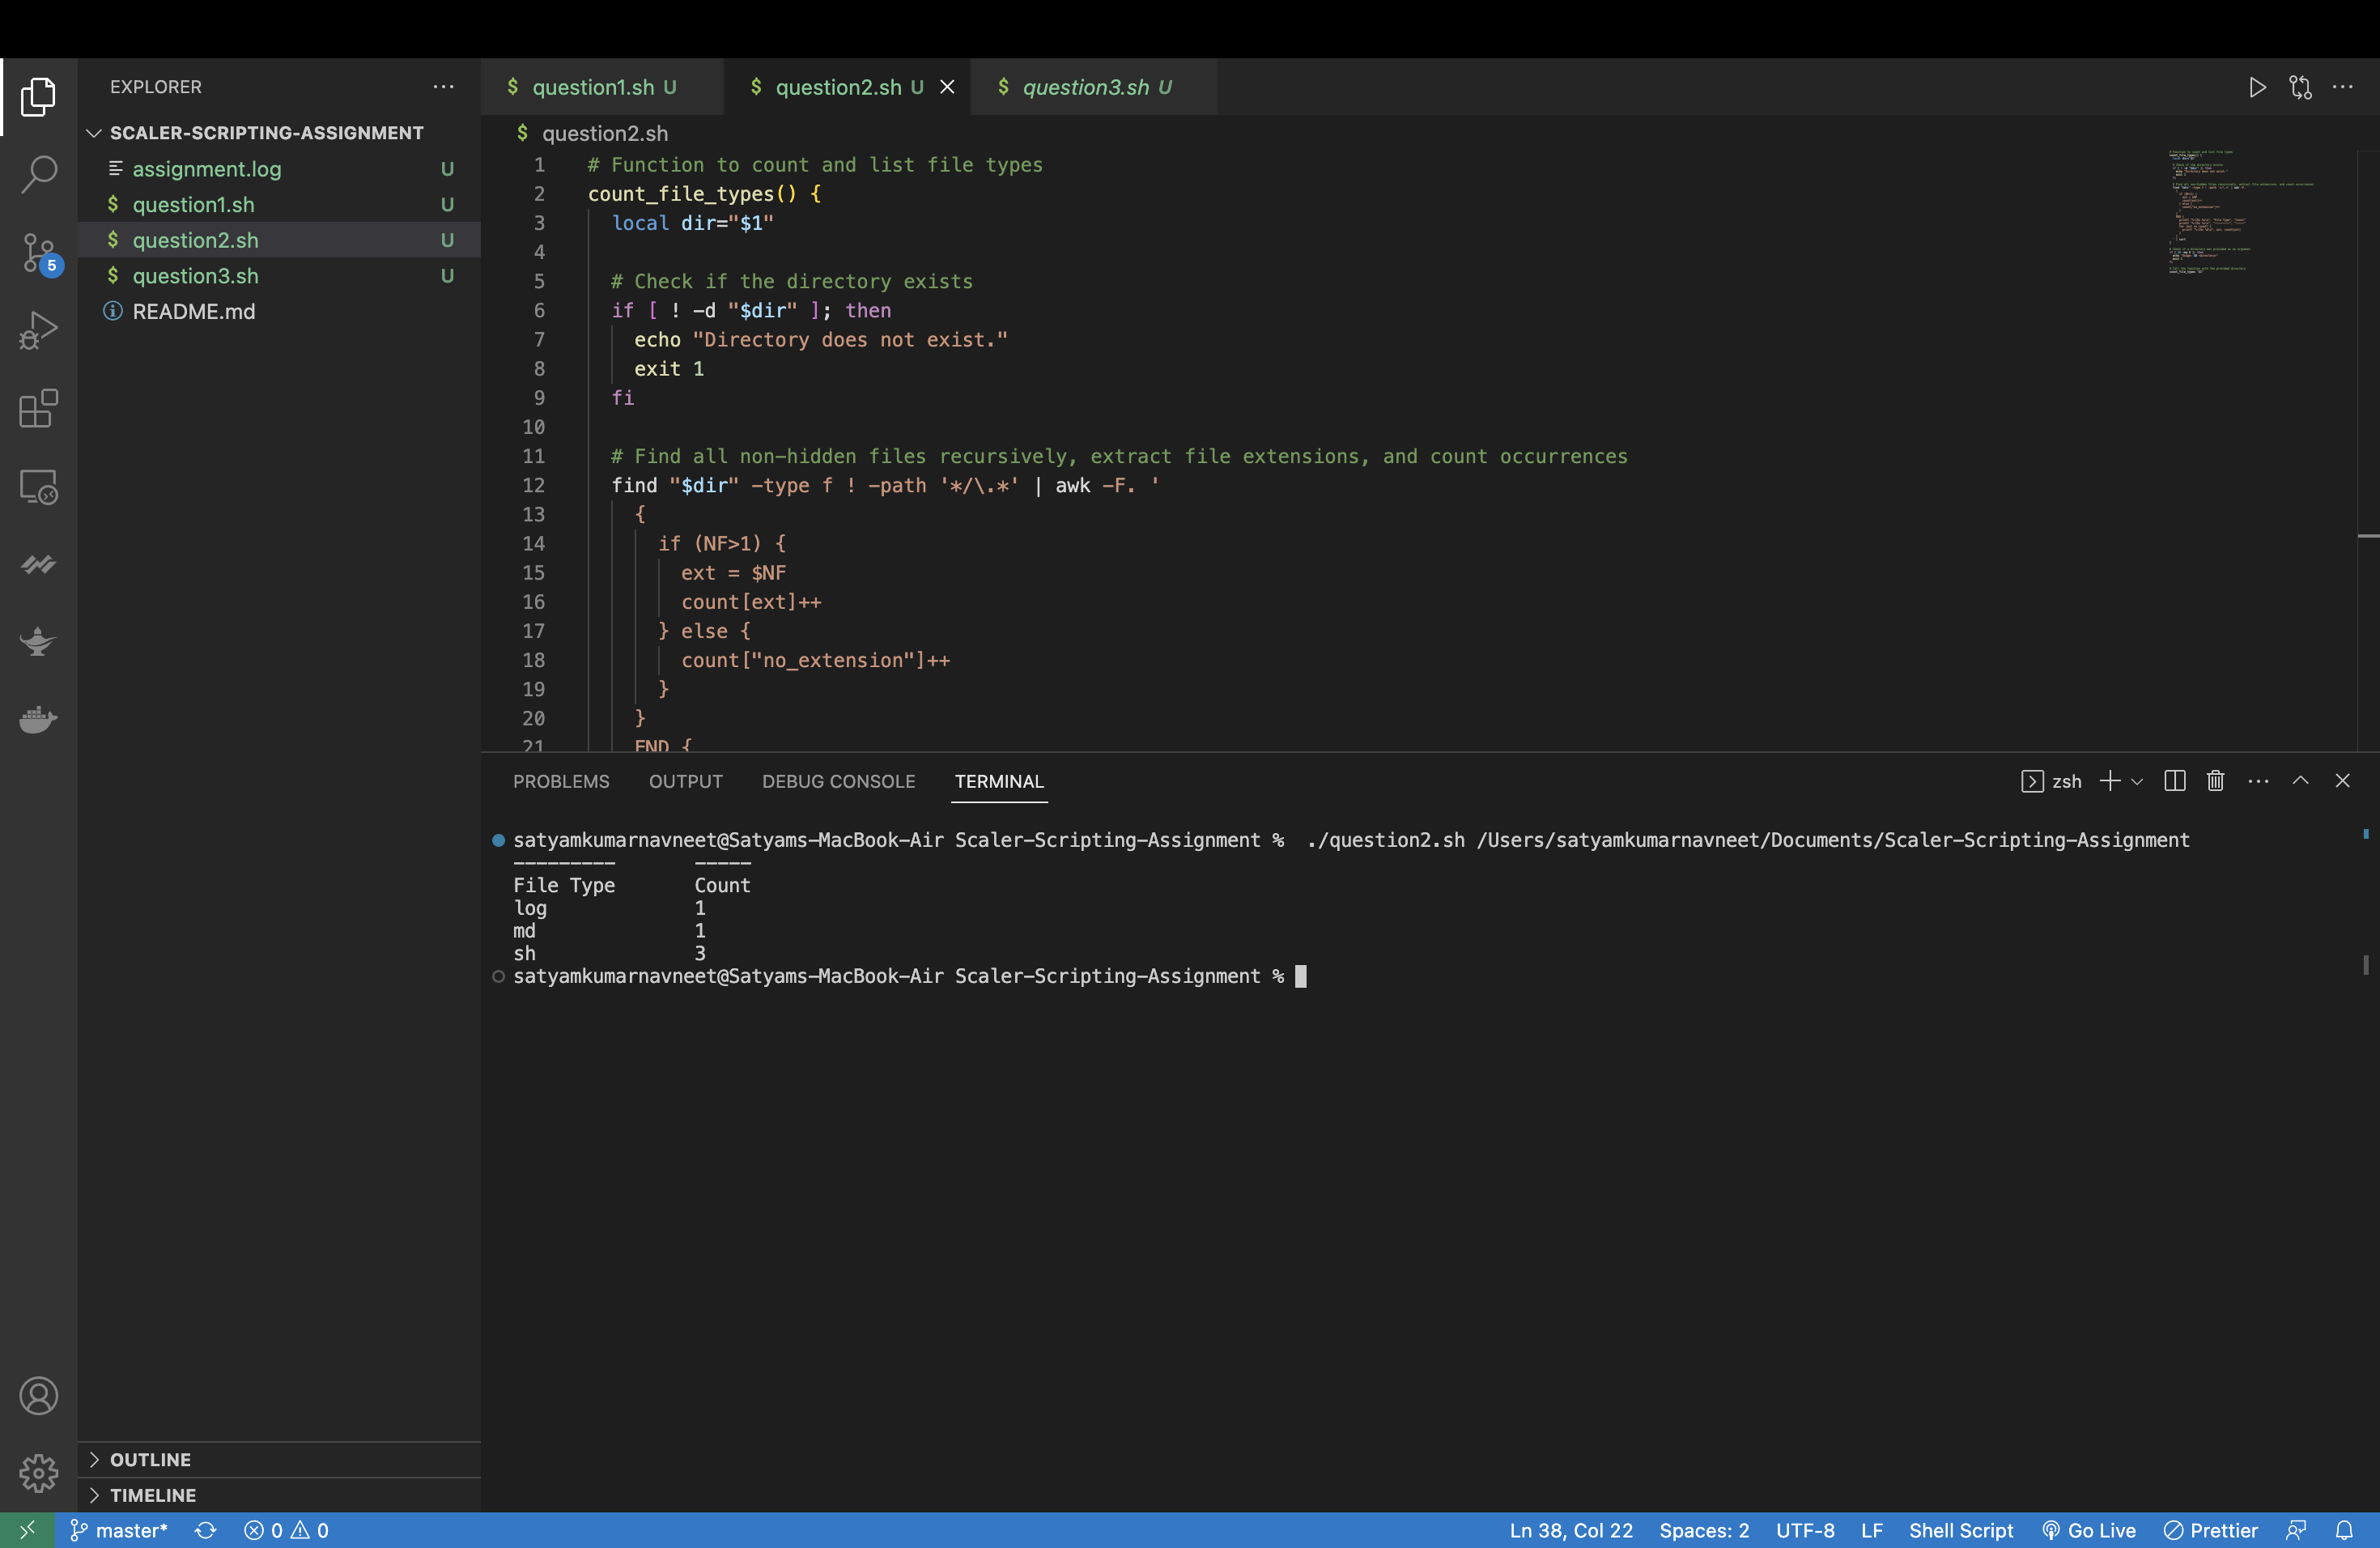 EXPLORER
SCALER-SCRIPTING-ASSIGNMENT
assignment.log U
$ question1.sh U
$ question2.sh U
$ question3.sh U
README.md
5
OUTLINE
TIMELINE
$ question1.sh U
$ question2.sh U
$ question3.sh U
$ question2.sh
1 # Function to count and list file types
2 count_file_types() {
3 local dir="$1"
4
5 # Check if the directory exists
6 if [ ! -d "$dir" ]; then
7 echo "Directory does not exist."
8 exit 1
9 fi
10
11 # Find all non-hidden files recursively, extract file extensions, and count occurrences
12 find "$dir" -type f ! -path '*/\.*' | awk -F. '
13 {
14 if (NF>1) {
15 ext = $NF
16 count[ext]++
17 } else {
18 count["no_extension"]++
19 }
20 }
21 END {
PROBLEMS OUTPUT DEBUG CONSOLE TERMINAL
zsh
satyamkumarnavneet@Satyams-MacBook-Air Scaler-Scripting-Assignment % ./question2.sh /Users/satyamkumarnavneet/Documents/Scaler-Scripting-Assignment
--------- -----
File Type Count
log 1
md 1
sh 3
satyamkumarnavneet@Satyams-MacBook-Air Scaler-Scripting-Assignment %
master* 0 0 Ln 38, Col 22 Spaces: 2 UTF-8 LF Shell Script Go Live Prettier